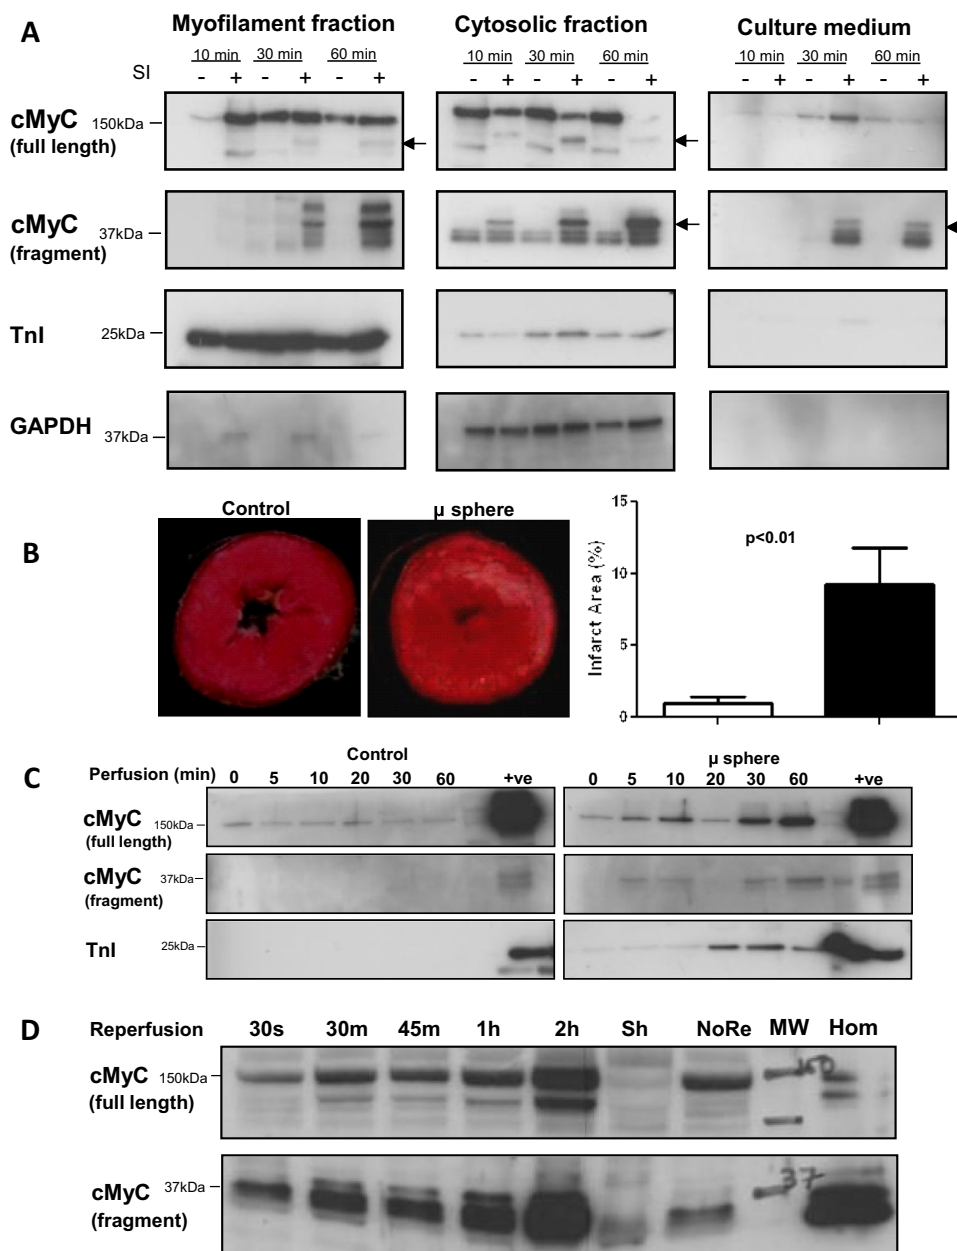 A
Myofilament fraction
Cytosolic fraction
Culture medium
10 min 30 min 60 min
10 min 30 min 60 min
10 min 30 min 60 min
SI - + - + - +
- + - + - +
- + - + - +
cMyC
(full length)
150kDa
cMyC
(fragment)
37kDa
TnI
25kDa
GAPDH
37kDa
B
Control
μ sphere
p<0.01
Infarct Area (%)
15
10
5
0
C
Control
μ sphere
Perfusion (min) 0 5 10 20 30 60 +ve
0 5 10 20 30 60 +ve
cMyC
(full length)
150kDa
cMyC
(fragment)
37kDa
TnI
25kDa
D
Reperfusion 30s 30m 45m 1h 2h Sh NoRe MW Hom
cMyC
(full length)
150kDa
150
cMyC
(fragment)
37kDa
37